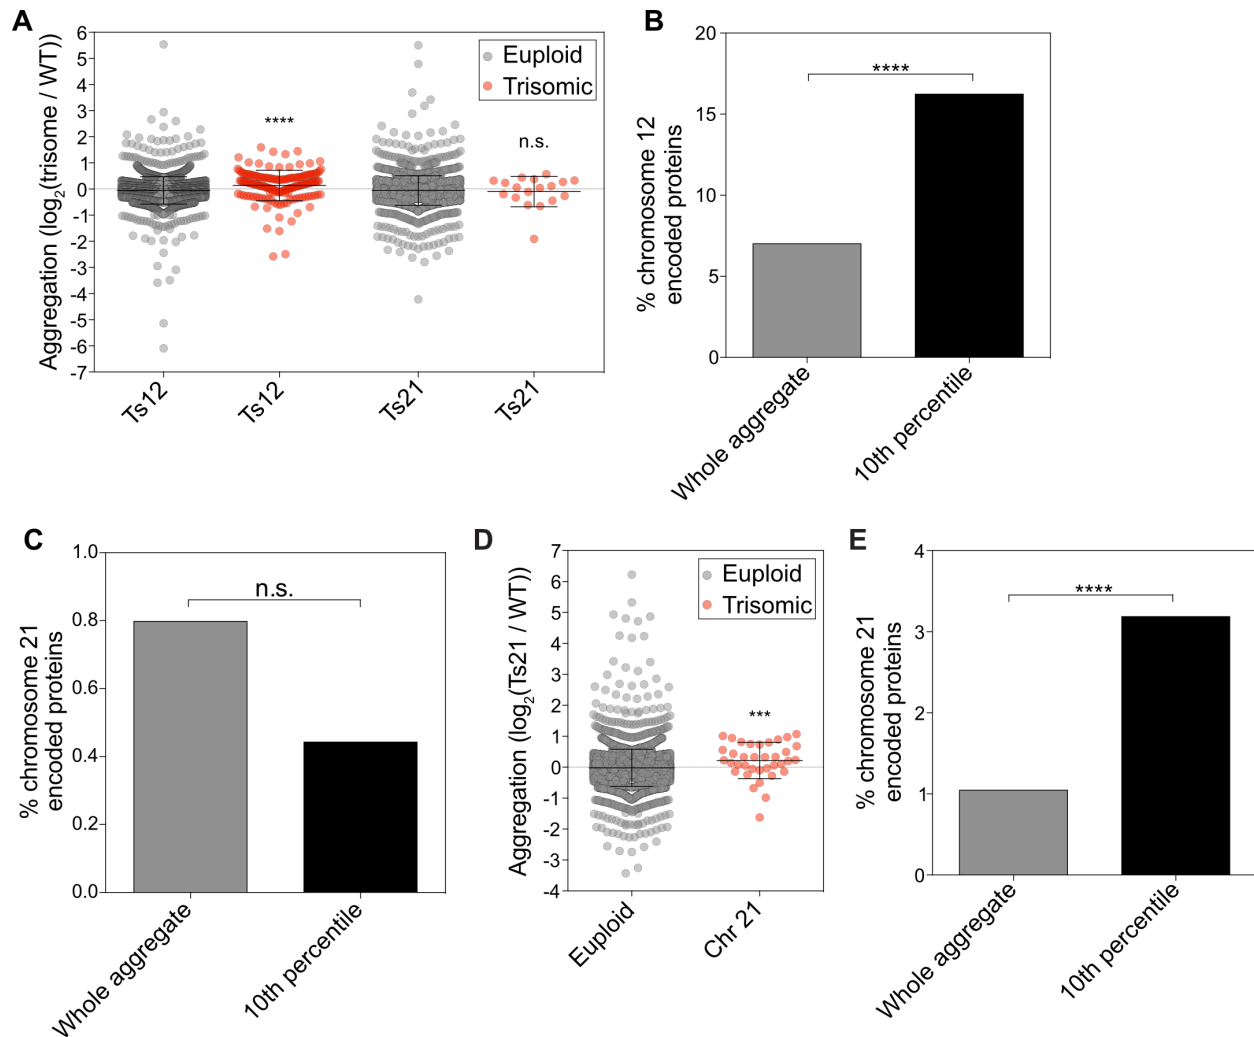 A
Aggregation (log2(trisome / WT))
6
5
4
3
2
1
0
-1
-2
-3
-4
-5
-6
-7
Euploid
Trisomic
****
n.s.
Ts12
Ts12
Ts21
Ts21
B
% chromosome 12
encoded proteins
20
15
10
5
0
****
Whole aggregate
10th percentile
C
% chromosome 21
encoded proteins
1.0
0.8
0.6
0.4
0.2
0.0
n.s.
Whole aggregate
10th percentile
D
Aggregation (log2(Ts21 / WT))
7
6
5
4
3
2
1
0
-1
-2
-3
-4
Euploid
Trisomic
***
Euploid
Chr 21
E
% chromosome 21
encoded proteins
4
3
2
1
0
****
Whole aggregate
10th percentile